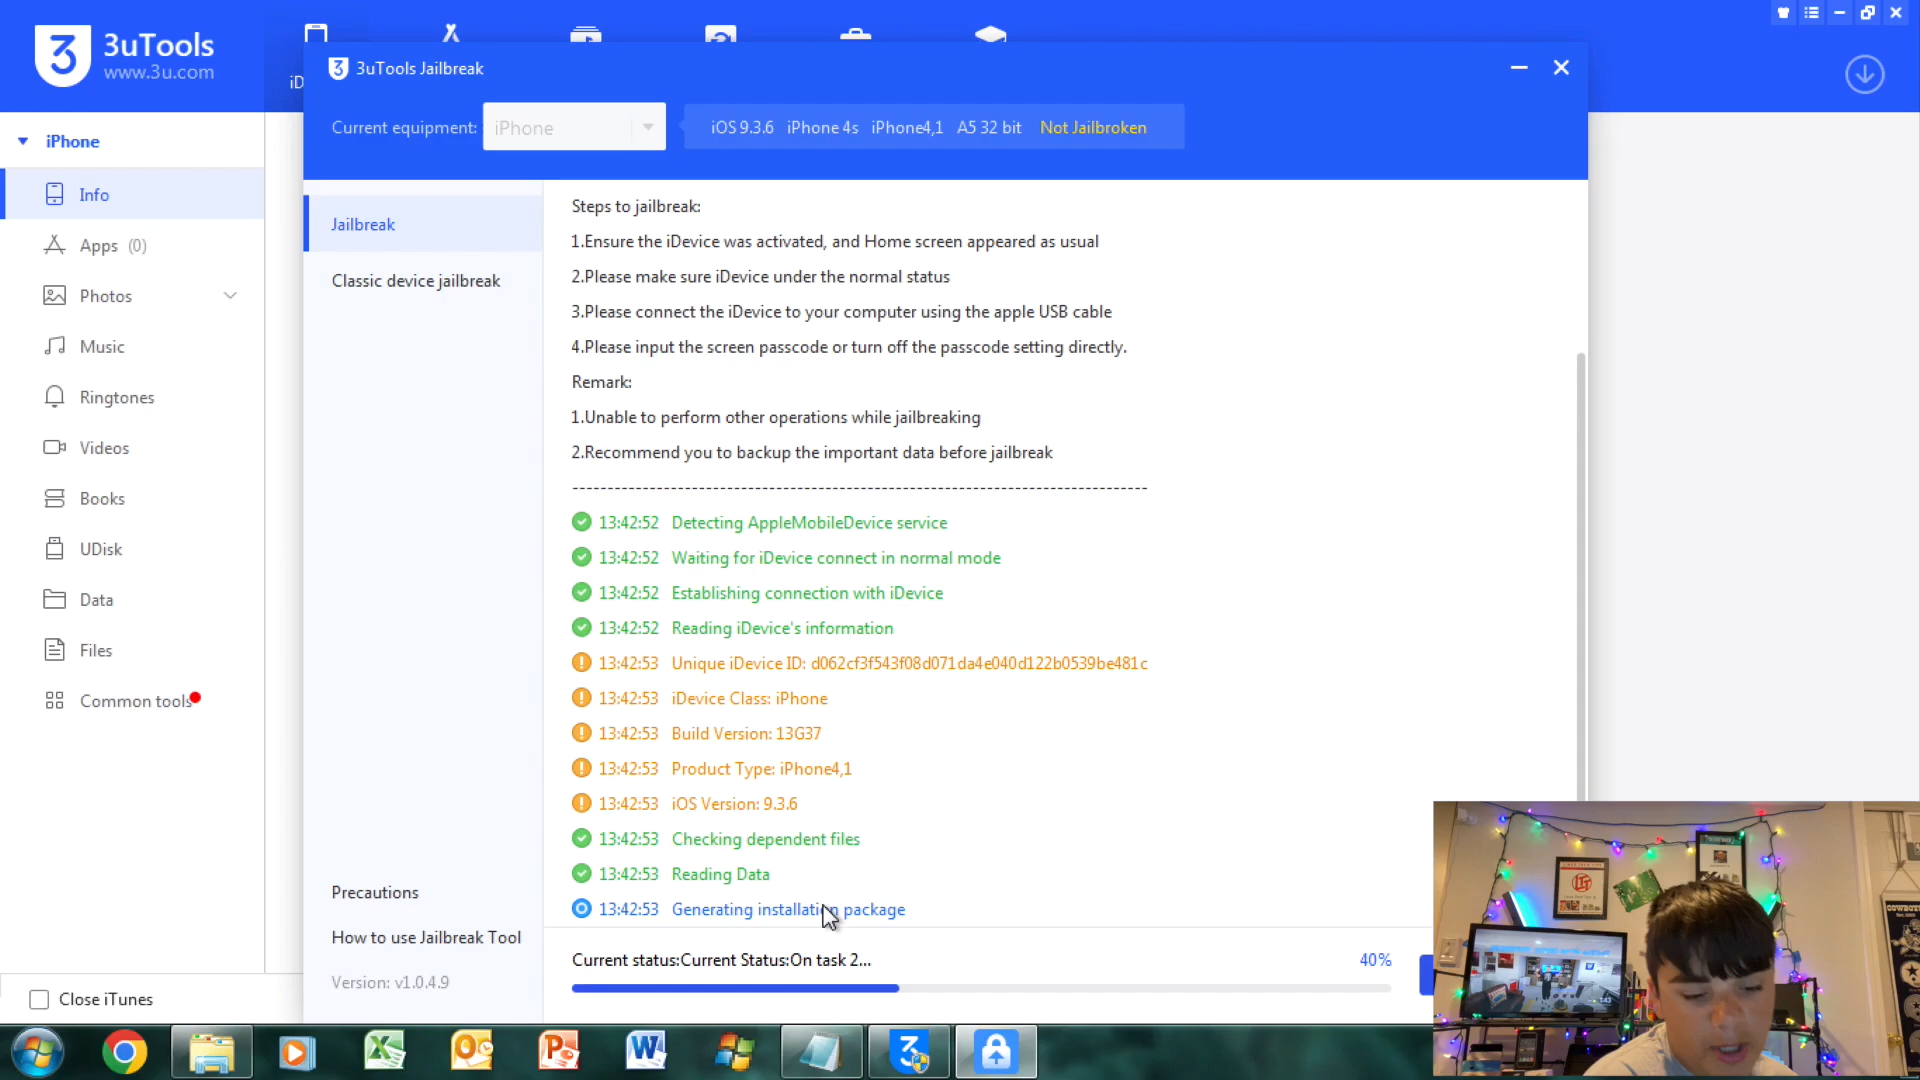 3uTools
www.3u.com
iD
3uTools Jailbreak
Current equipment: iPhone
iOS 9.3.6 iPhone 4s iPhone4,1 A5 32 bit Not Jailbroken
iPhone
Info
Apps (0)
Photos
Music
Ringtones
Videos
Books
UDisk
Data
Files
Common tools
Close iTunes
Jailbreak
Classic device jailbreak
Precautions
How to use Jailbreak Tool
Version: v1.0.4.9
Steps to jailbreak:
1.Ensure the iDevice was activated, and Home screen appeared as usual
2.Please make sure iDevice under the normal status
3.Please connect the iDevice to your computer using the apple USB cable
4.Please input the screen passcode or turn off the passcode setting directly.
Remark:
1.Unable to perform other operations while jailbreaking
2.Recommend you to backup the important data before jailbreak
--------------------------------------------------------------------------------
13:42:52 Detecting AppleMobileDevice service
13:42:52 Waiting for iDevice connect in normal mode
13:42:52 Establishing connection with iDevice
13:42:52 Reading iDevice's information
13:42:53 Unique iDevice ID: d062cf3f543f08d071da4e040d122b0539be481c
13:42:53 iDevice Class: iPhone
13:42:53 Build Version: 13G37
13:42:53 Product Type: iPhone4,1
13:42:53 iOS Version: 9.3.6
13:42:53 Checking dependent files
13:42:53 Reading Data
13:42:53 Generating installation package
Current status:Current Status:On task 2...
40%
COWBOYS